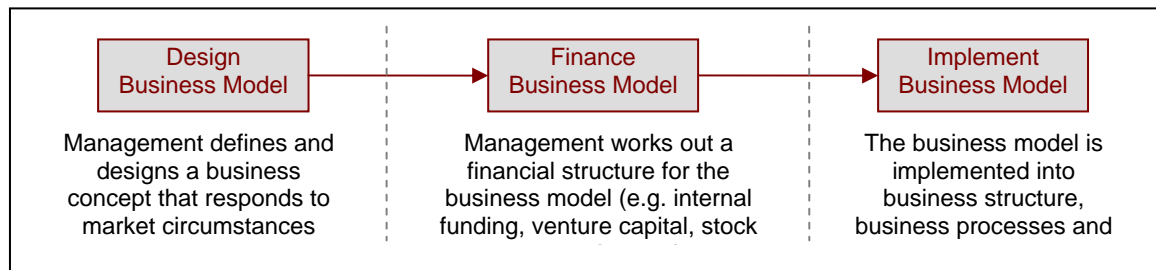 Design
Business Model
Management defines and
designs a business
concept that responds to
market circumstances
Finance
Business Model
Management works out a
financial structure for the
business model (e.g. internal
funding, venture capital, stock
Implement
Business Model
The business model is
implemented into
business structure,
business processes and